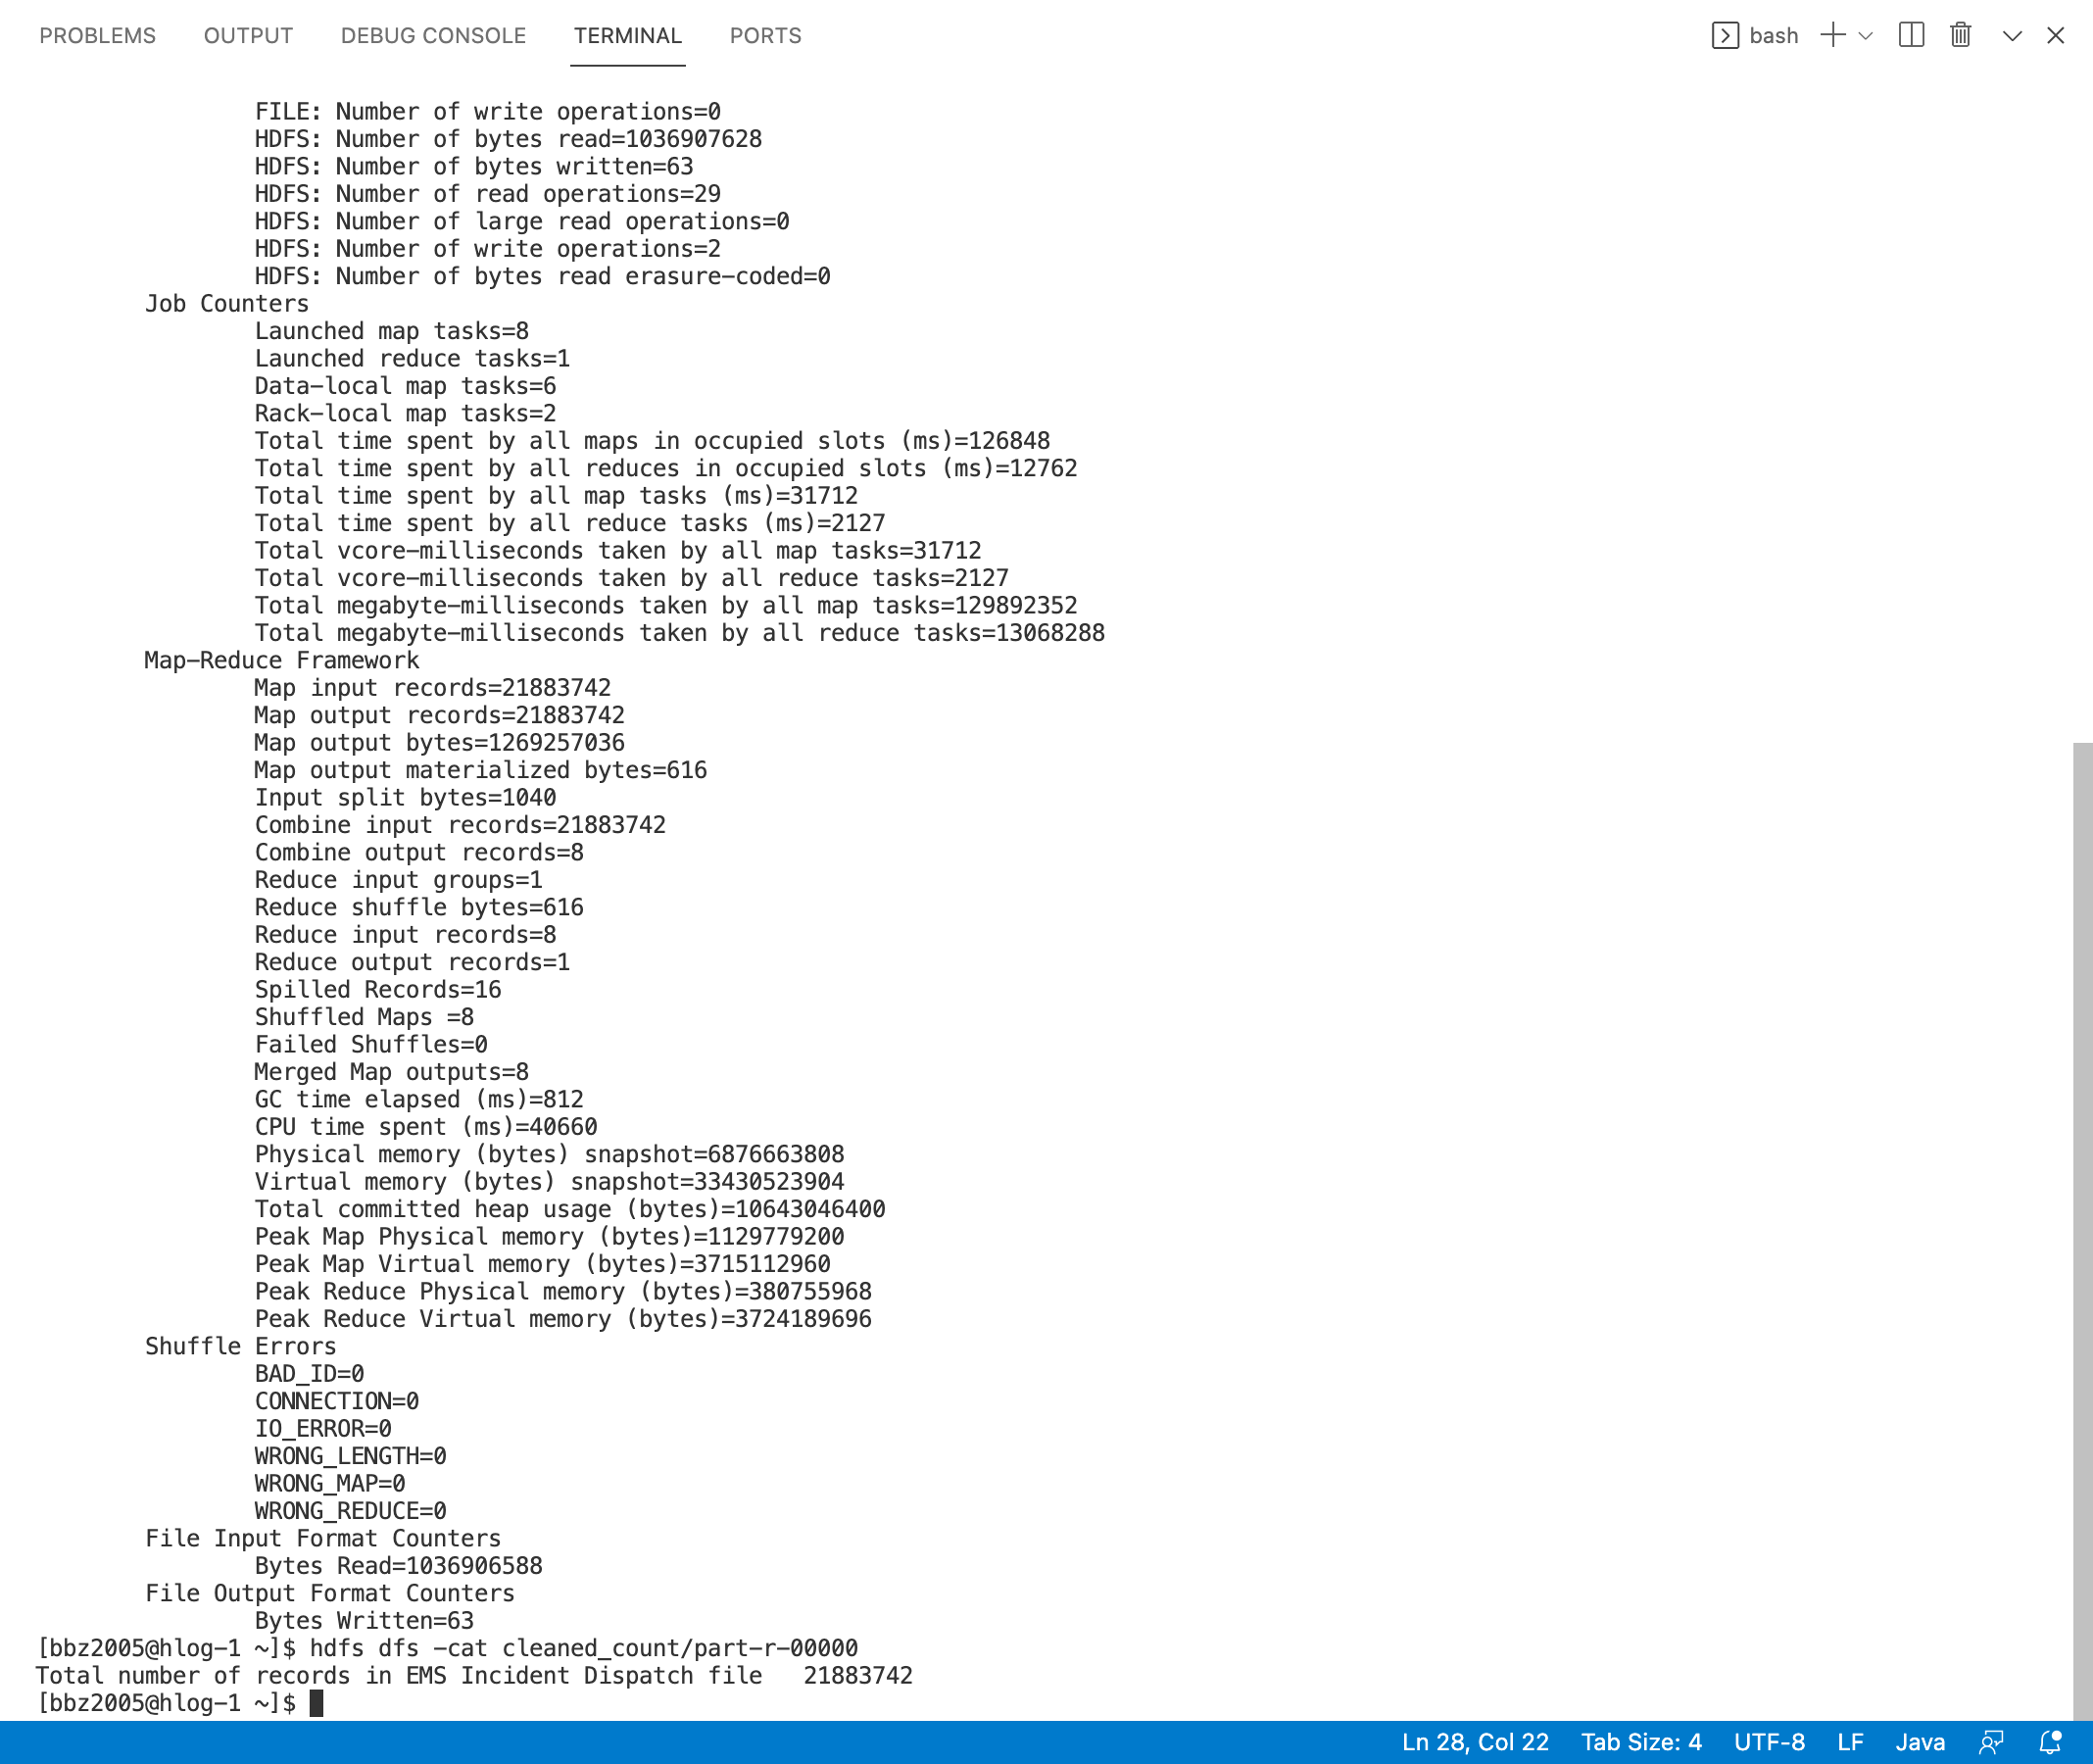 PROBLEMS OUTPUT DEBUG CONSOLE TERMINAL PORTS bash
FILE: Number of write operations=0
HDFS: Number of bytes read=1036907628
HDFS: Number of bytes written=63
HDFS: Number of read operations=29
HDFS: Number of large read operations=0
HDFS: Number of write operations=2
HDFS: Number of bytes read erasure-coded=0
Job Counters
Launched map tasks=8
Launched reduce tasks=1
Data-local map tasks=6
Rack-local map tasks=2
Total time spent by all maps in occupied slots (ms)=126848
Total time spent by all reduces in occupied slots (ms)=12762
Total time spent by all map tasks (ms)=31712
Total time spent by all reduce tasks (ms)=2127
Total vcore-milliseconds taken by all map tasks=31712
Total vcore-milliseconds taken by all reduce tasks=2127
Total megabyte-milliseconds taken by all map tasks=129892352
Total megabyte-milliseconds taken by all reduce tasks=13068288
Map-Reduce Framework
Map input records=21883742
Map output records=21883742
Map output bytes=1269257036
Map output materialized bytes=616
Input split bytes=1040
Combine input records=21883742
Combine output records=8
Reduce input groups=1
Reduce shuffle bytes=616
Reduce input records=8
Reduce output records=1
Spilled Records=16
Shuffled Maps =8
Failed Shuffles=0
Merged Map outputs=8
GC time elapsed (ms)=812
CPU time spent (ms)=40660
Physical memory (bytes) snapshot=6876663808
Virtual memory (bytes) snapshot=33430523904
Total committed heap usage (bytes)=10643046400
Peak Map Physical memory (bytes)=1129779200
Peak Map Virtual memory (bytes)=3715112960
Peak Reduce Physical memory (bytes)=380755968
Peak Reduce Virtual memory (bytes)=3724189696
Shuffle Errors
BAD_ID=0
CONNECTION=0
IO_ERROR=0
WRONG_LENGTH=0
WRONG_MAP=0
WRONG_REDUCE=0
File Input Format Counters
Bytes Read=1036906588
File Output Format Counters
Bytes Written=63
[bbz2005@hlog-1 ~]$ hdfs dfs -cat cleaned_count/part-r-00000
Total number of records in EMS Incident Dispatch file 21883742
[bbz2005@hlog-1 ~]$
Ln 28, Col 22 Tab Size: 4 UTF-8 LF Java